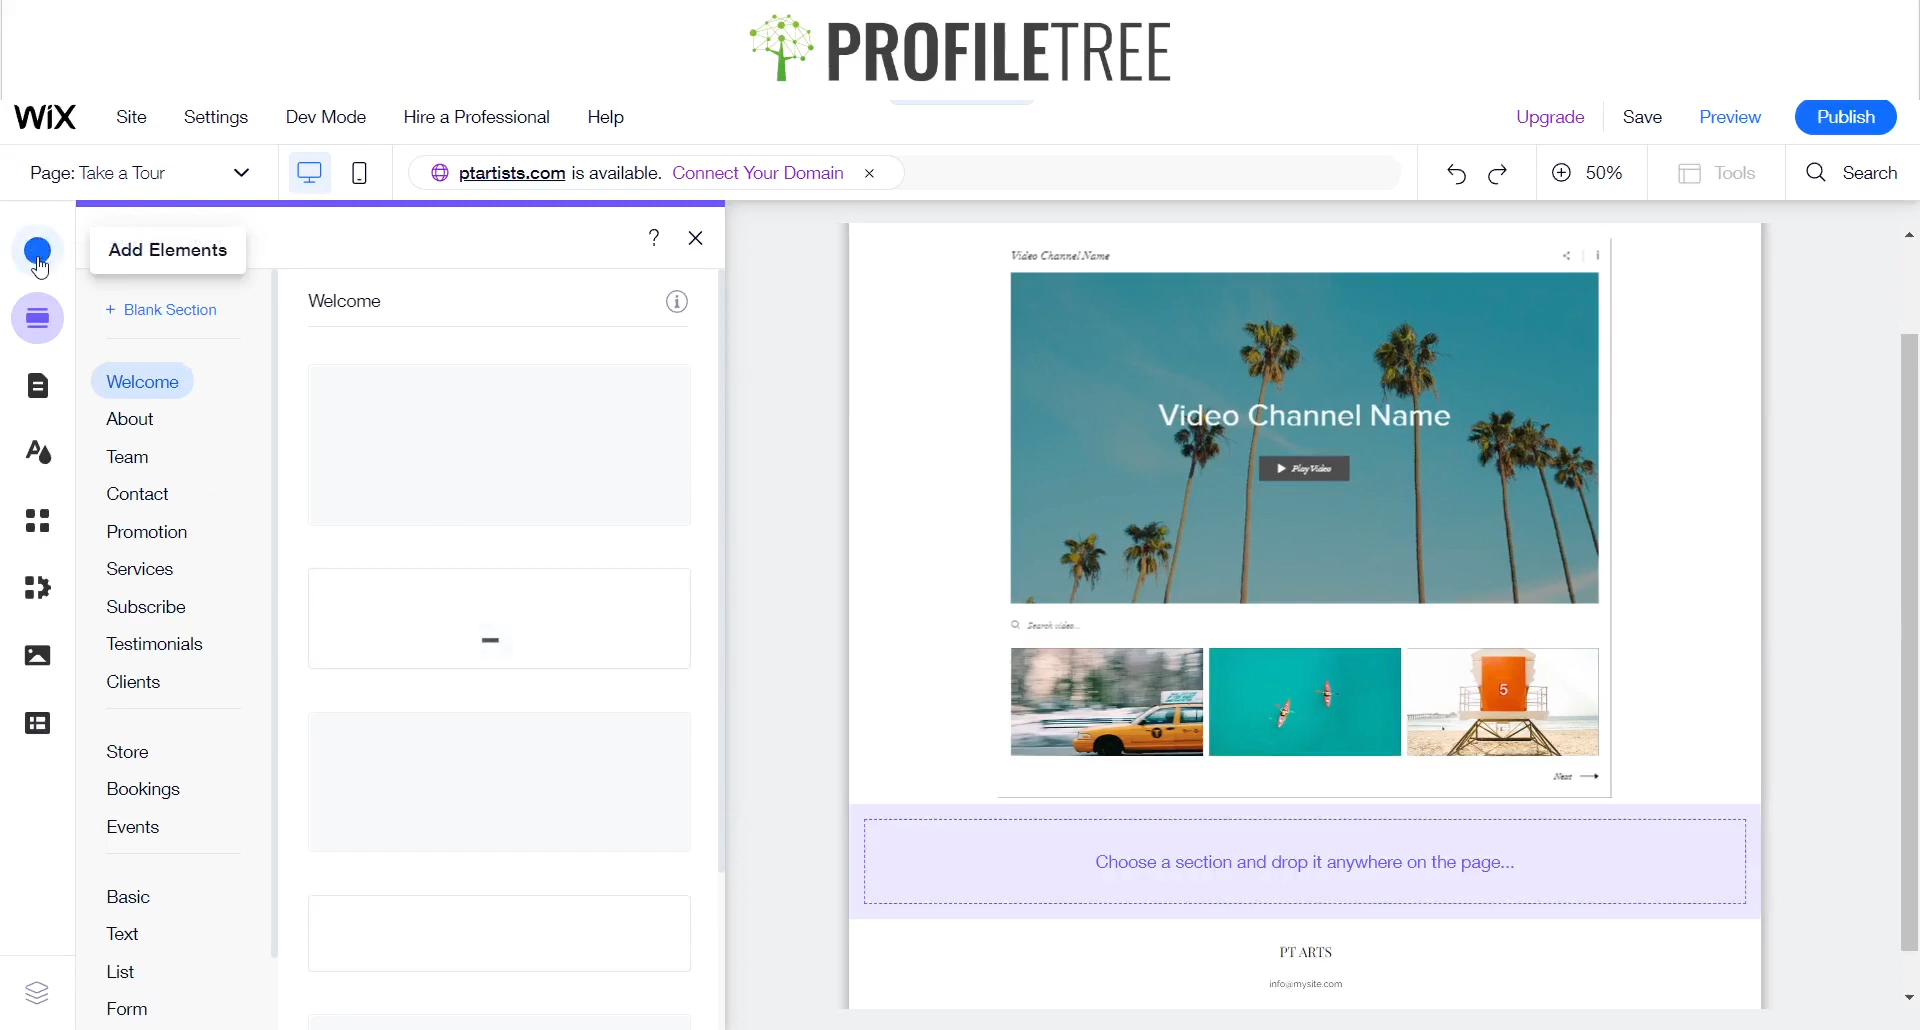 PROFILETREE
WiX Site Settings Dev Mode Hire a Professional Help Upgrade Save Preview Publish
Page: Take a Tour ptartists.com is available. Connect Your Domain × 50% Tools Search
Add Elements ?
+ Blank Section
Welcome
About
Team
Contact
Promotion
Services
Subscribe
Testimonials
Clients
Store
Bookings
Events
Basic
Text
List
Form
Welcome
Video Channel Name
Video Channel Name
Play Video
Search video...
5
Next
Choose a section and drop it anywhere on the page...
PT ARTS
info@mysite.com